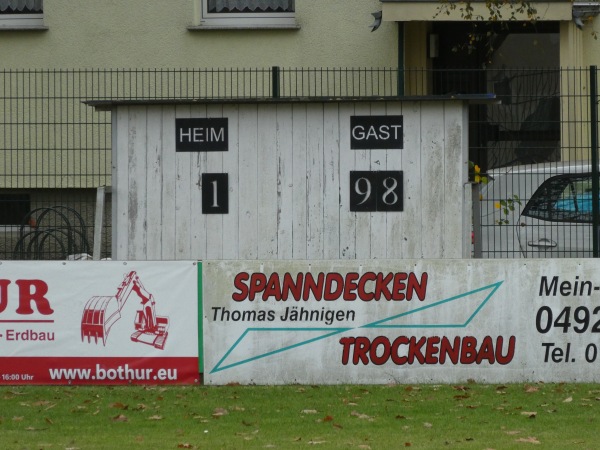 HEIM
GAST
1
98
UR
-Erdbau
16:00 Uhr
www.bothur.eu
SPANNDECKEN
Thomas Jähnigen
TROCKENBAU
Mein-
0492
Tel. 0